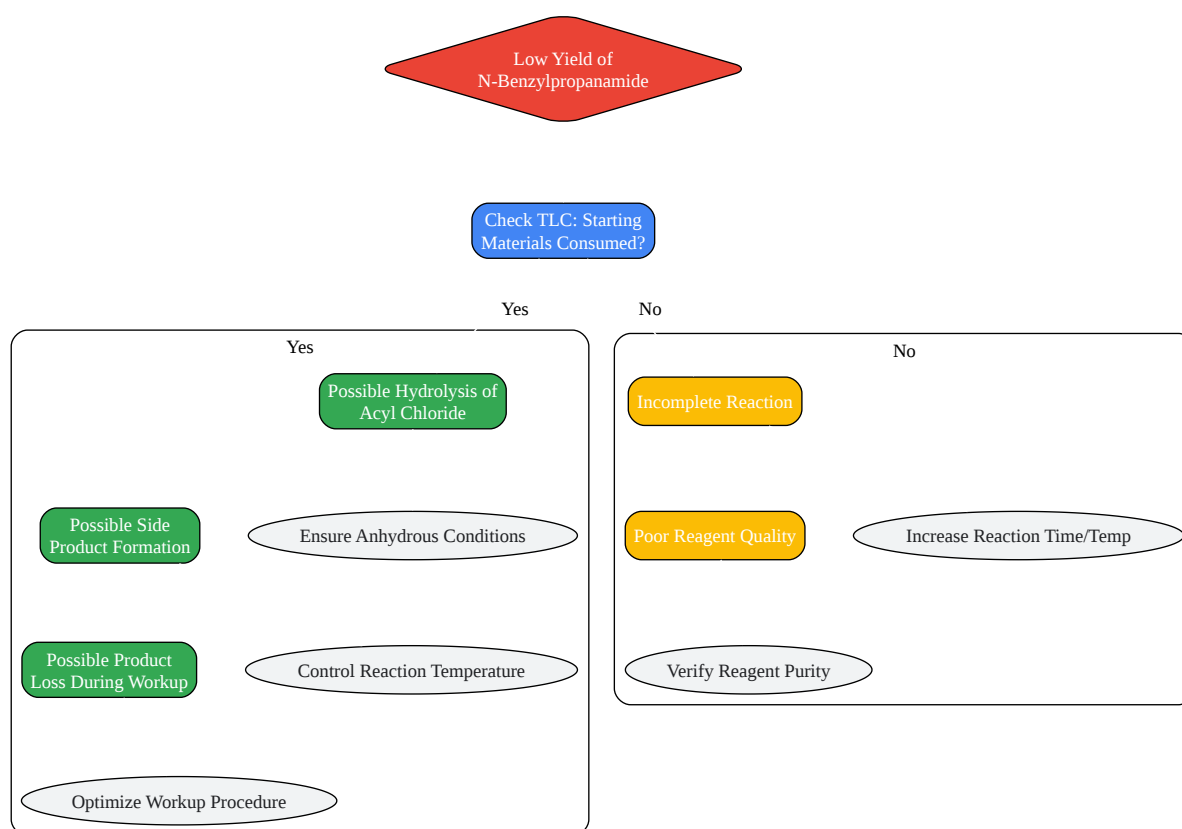 Low Yield of
N-Benzylpropanamide
Check TLC: Starting
Materials Consumed?
Yes
No
Yes
Possible Hydrolysis of
Acyl Chloride
Possible Side
Product Formation
Ensure Anhydrous Conditions
Possible Product
Loss During Workup
Control Reaction Temperature
Optimize Workup Procedure
No
Incomplete Reaction
Poor Reagent Quality
Increase Reaction Time/Temp
Verify Reagent Purity